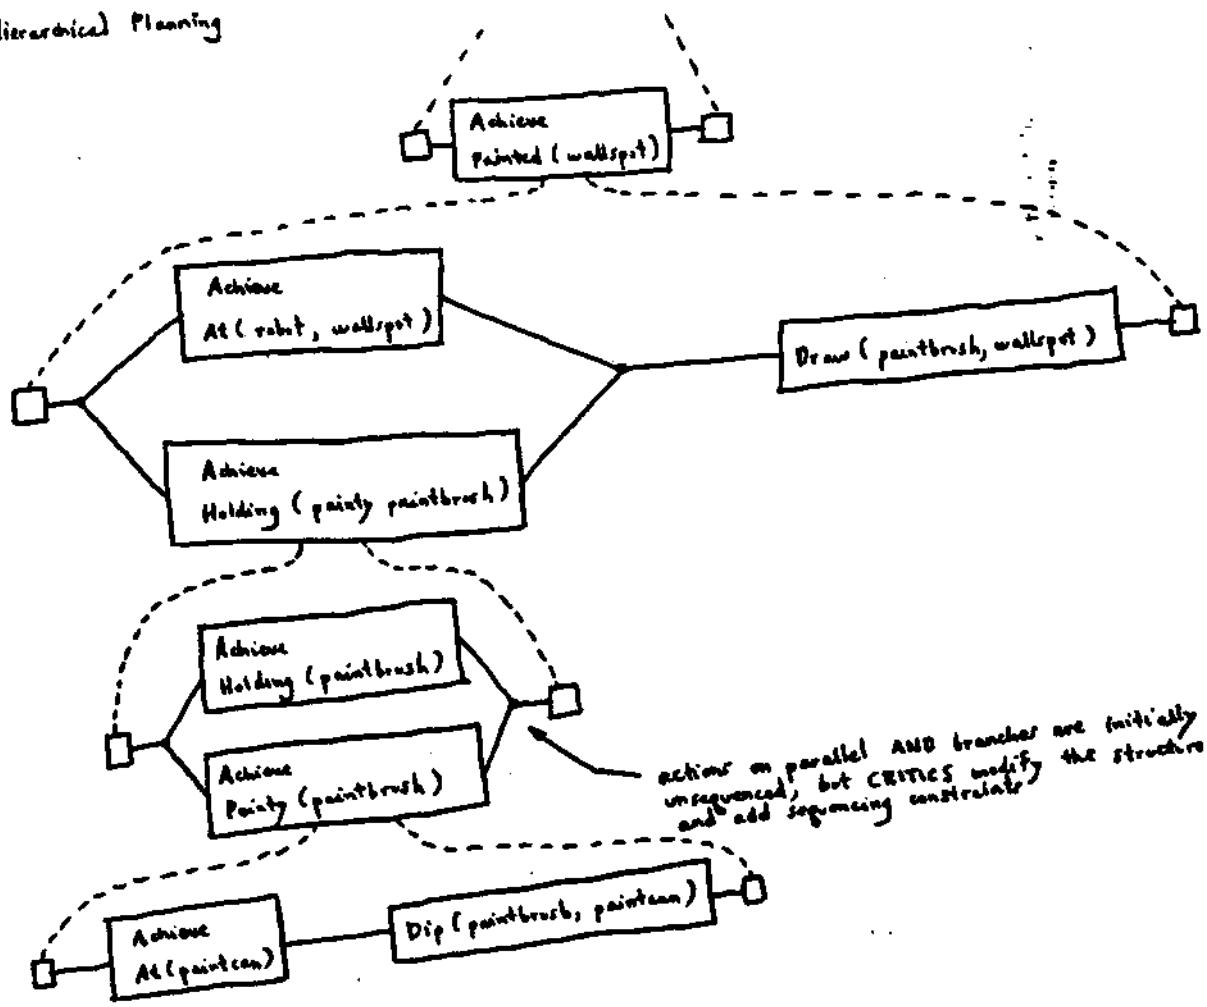 Hierarchical Planning
Achieve
Painted (wallspot)
Achieve
At (robot, wallspot)
Draw (paintbrush, wallspot)
Achieve
Holding (painty paintbrush)
Achieve
Holding (paintbrush)
Achieve
Painty (paintbrush)
actions on parallel AND branches are initially
unsequenced, but CRITICS modify the structure
and add sequencing constraints
Achieve
At (paintcan)
Dip (paintbrush, paintcan)